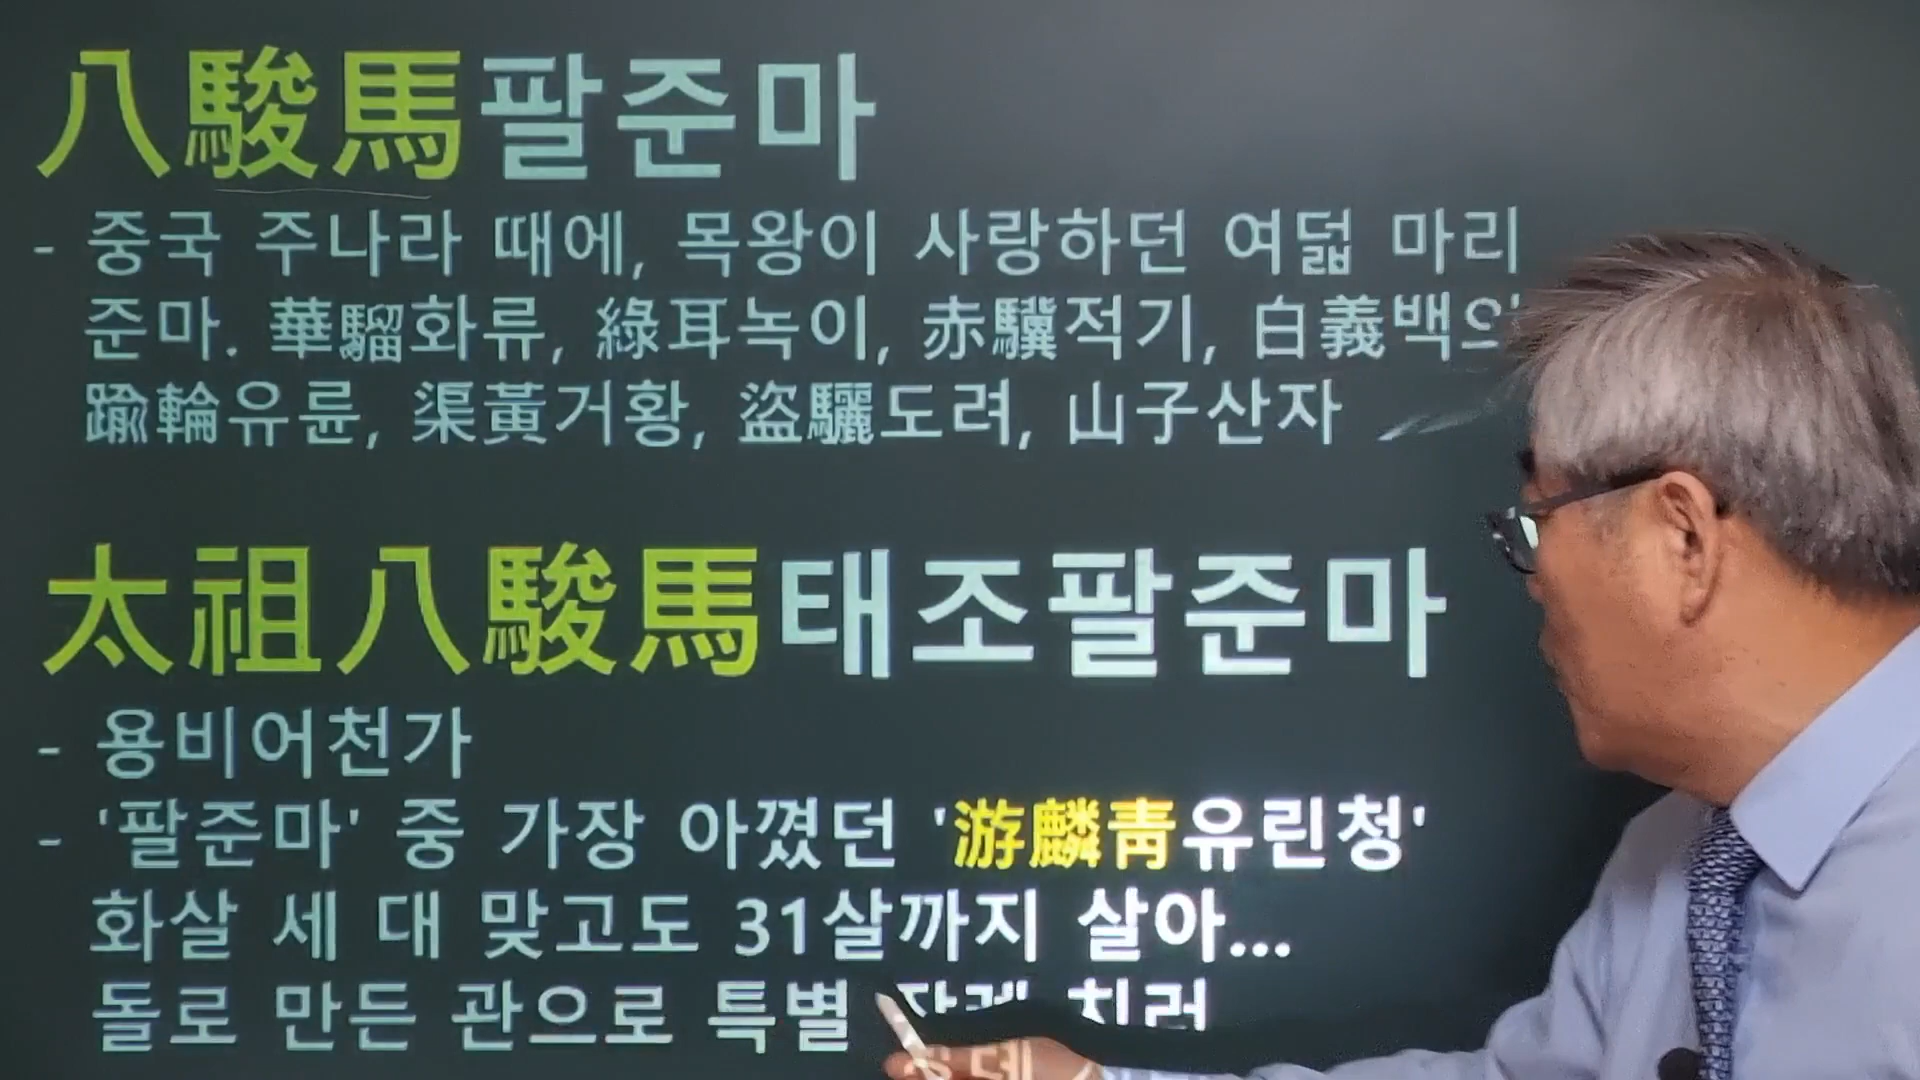 八駿馬팔준마
- 중국 주나라 때에, 목왕이 사랑하던 여덟 마리
준마. 華騮화류, 綠耳녹이, 赤驥적기, 白義백의
踰輪유륜, 渠黃거황, 盜驪도려, 山子산자
太祖八駿馬태조팔준마
- 용비어천가
- '팔준마' 중 가장 아꼈던 '游麟靑유린청'
화살 세 대 맞고도 31살까지 살아...
돌로 만든 관으로 특별 장례 치러